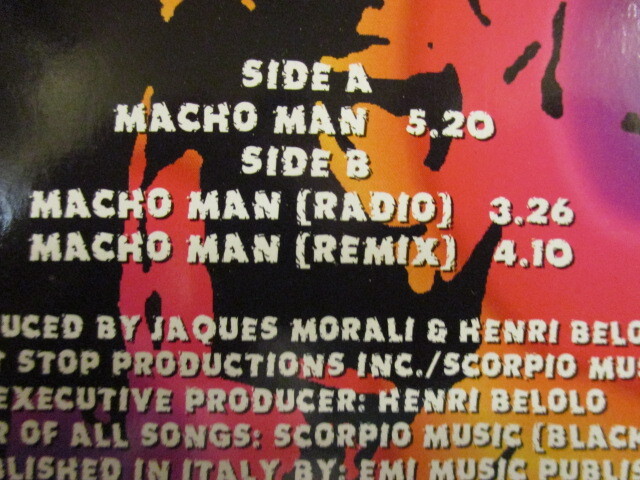 SIDE A
MACHO MAN 5.20
SIDE B
MACHO MAN (RADIO) 3.26
MACHO MAN (REMIX) 4.10
UCED BY JAQUES MORALI & HENRI BELO
STOP PRODUCTIONS INC./SCORPIO MUS
EXECUTIVE PRODUCER: HENRI BELOLO
R OF ALL SONGS: SCORPIO MUSIC (BLACK
BLISHED IN ITALY BY: EMI MUSIC PUBLIS